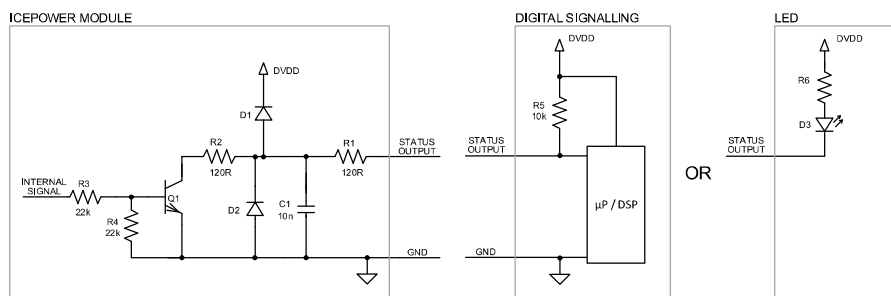 ICEPOWER MODULE
DVDD
D1
R2
120R
R1
120R
STATUS
OUTPUT
INTERNAL
SIGNAL
R3
22k
Q1
R4
22k
D2
C1
10n
GND
DIGITAL SIGNALLING
DVDD
R5
10k
STATUS
OUTPUT
µP / DSP
GND
OR
LED
DVDD
R6
D3
STATUS
OUTPUT